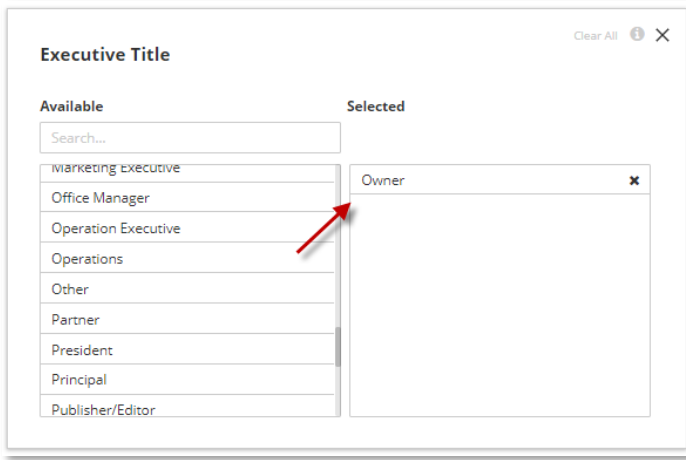 Clear All
Executive Title
Available
Selected
Search...
Marketing Executive
Owner
Office Manager
Operation Executive
Operations
Other
Partner
President
Principal
Publisher/Editor